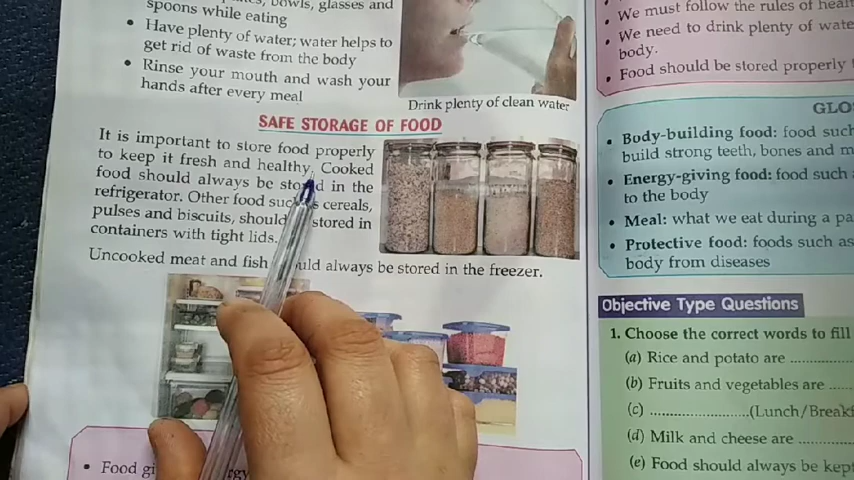 bowls, glasses and
spoons while eating
• Have plenty of water; water helps to
get rid of waste from the body
• Rinse your mouth and wash your
hands after every meal
Drink plenty of clean water
SAFE STORAGE OF FOOD
It is important to store food properly
to keep it fresh and healthy. Cooked
food should always be stored in the
refrigerator. Other food such as cereals,
pulses and biscuits, should stored in
containers with tight lids.
Uncooked meat and fish should always be stored in the freezer.
• Food
• We must follow the rules of
• We need to drink plenty of
body.
• Food should be stored properly
GLO
• Body-building food: food such
build strong teeth, bones and
• Energy-giving food: food such
to the body
• Meal: what we eat during a
• Protective food: foods such as
body from diseases
Objective Type Questions
1. Choose the correct words to fill
(a) Rice and potato are ...............
(b) Fruits and vegetables are .....
(c) ........................(Lunch/
(d) Milk and cheese are ............
(e) Food should always be kept